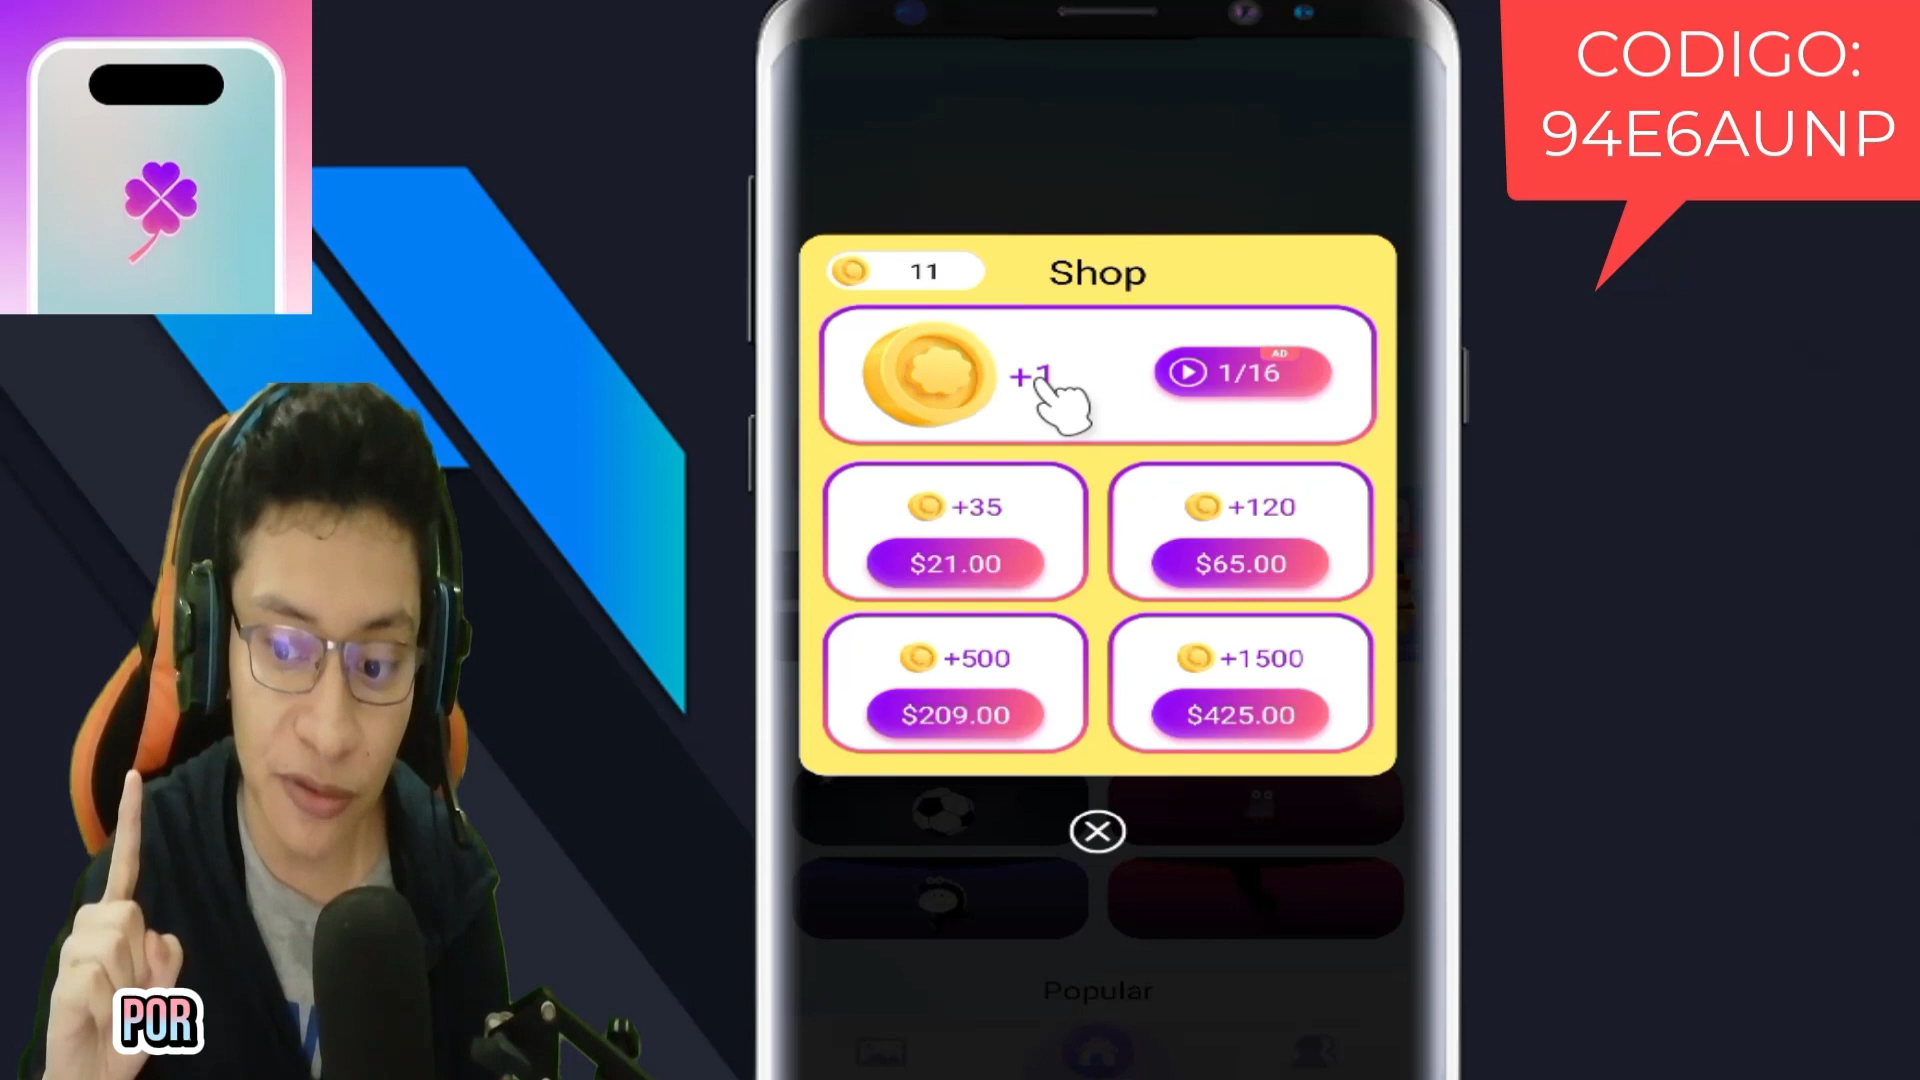 CODIGO:
94E6AUNP
11
Shop
+1
AD
1/16
+35
$21.00
+120
$65.00
+500
$209.00
+1500
$425.00
Popular
POR